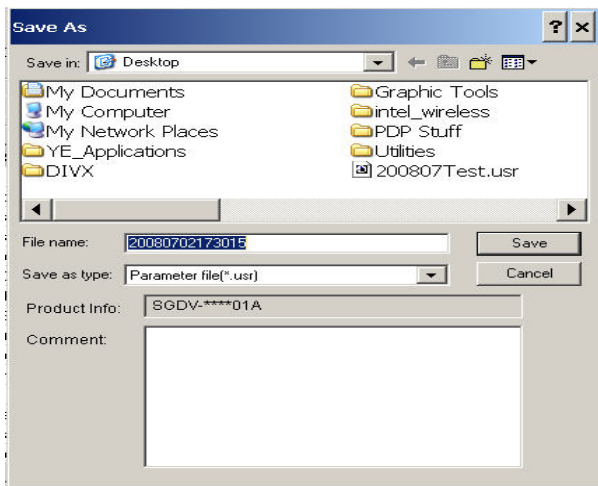 Save As
Save in: Desktop
My Documents
My Computer
My Network Places
YE_Applications
DIVX
Graphic Tools
intel_wireless
PDP Stuff
Utilities
200807Test.usr
File name: 20080702173015 Save
Save as type: Parameter file(*.usr) Cancel
Product Info: SGDV-****01A
Comment: